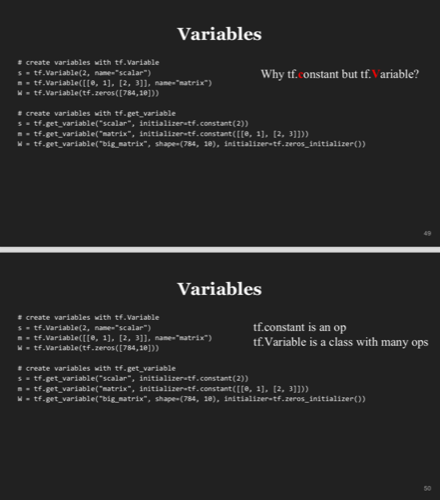 Variables
# create variables with tf.Variable
s = tf.Variable(2, name="scalar")
m = tf.Variable([[0, 1], [2, 3]], name="matrix")
W = tf.Variable(tf.zeros([784,10]))
Why tf.constant but tf.Variable?
# create variables with tf.get_variable
s = tf.get_variable("scalar", initializer=tf.constant(2))
m = tf.get_variable("matrix", initializer=tf.constant([[0, 1], [2, 3]]))
W = tf.get_variable("big_matrix", shape=(784, 10), initializer=tf.zeros_initializer())
49
Variables
# create variables with tf.Variable
s = tf.Variable(2, name="scalar")
m = tf.Variable([[0, 1], [2, 3]], name="matrix")
W = tf.Variable(tf.zeros([784,10]))
tf.constant is an op
tf.Variable is a class with many ops
# create variables with tf.get_variable
s = tf.get_variable("scalar", initializer=tf.constant(2))
m = tf.get_variable("matrix", initializer=tf.constant([[0, 1], [2, 3]]))
W = tf.get_variable("big_matrix", shape=(784, 10), initializer=tf.zeros_initializer())
50